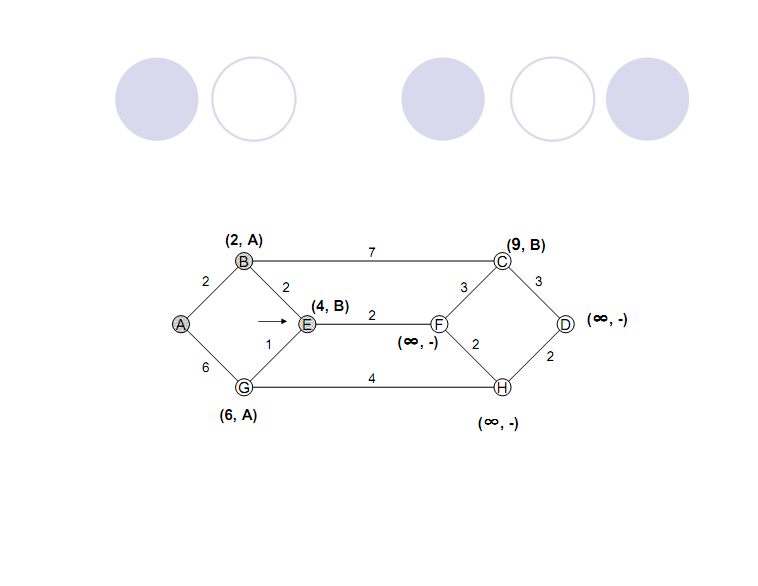 (2, A)
(9, B)
B
7
C
2
2
3
3
(4, B)
A
E
2
F
D
(∞, -)
(∞, -)
1
2
2
6
4
G
H
(6, A)
(∞, -)